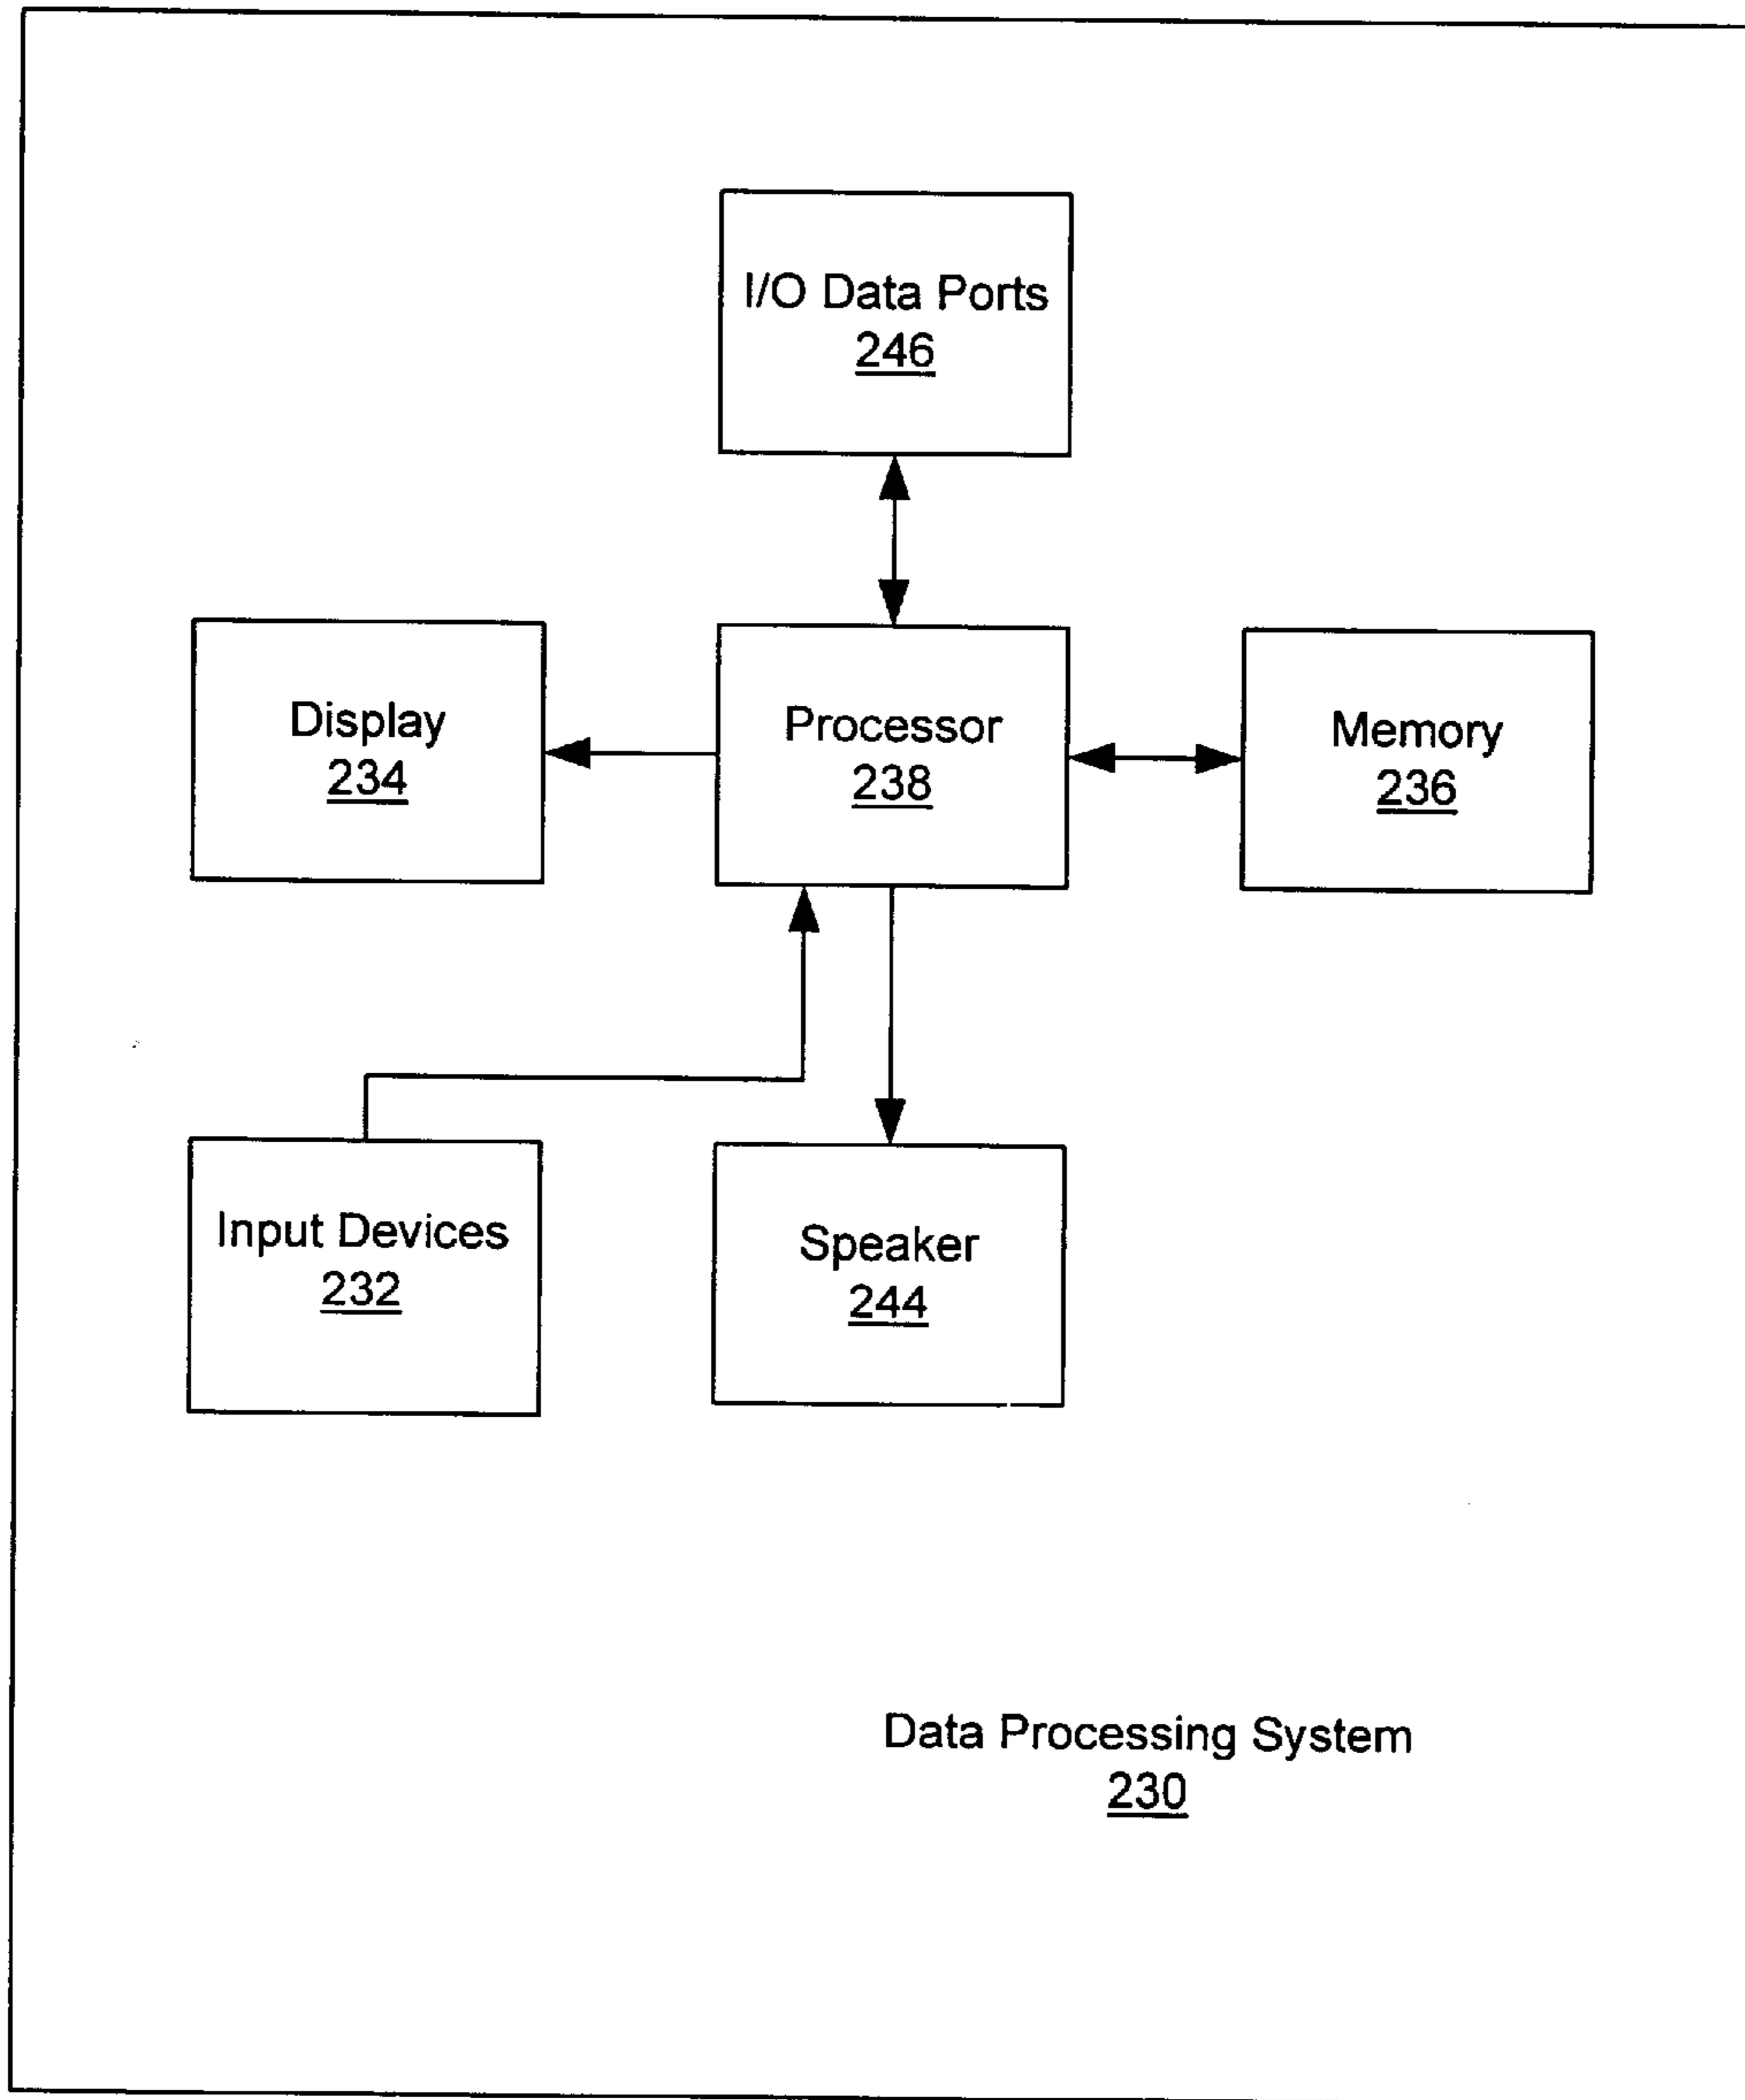 I/O Data Ports
246
Display
234
Processor
238
Memory
236
Input Devices
232
Speaker
244
Data Processing System
230